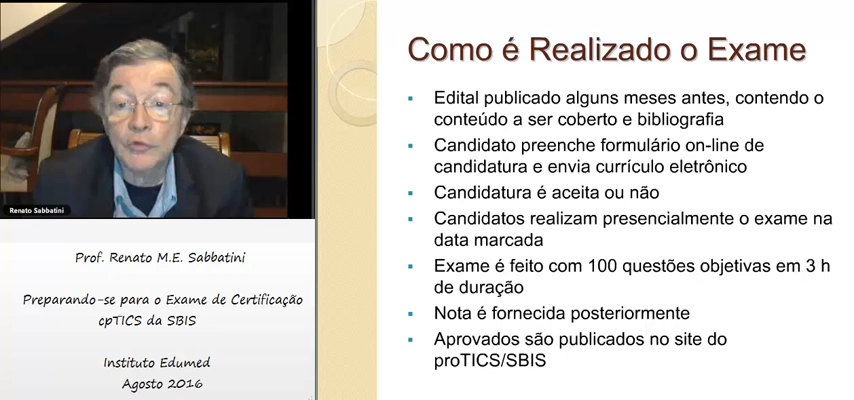 Renato Sabbatini
Prof. Renato M.E. Sabbatini
Preparando-se para o Exame de Certificação
cpTICS da SBIS
Instituto Edumed
Agosto 2016
Como é Realizado o Exame
Edital publicado alguns meses antes, contendo o
conteúdo a ser coberto e bibliografia
Candidato preenche formulário on-line de
candidatura e envia currículo eletrônico
Candidatura é aceita ou não
Candidatos realizam presencialmente o exame na
data marcada
Exame é feito com 100 questões objetivas em 3 h
de duração
Nota é fornecida posteriormente
Aprovados são publicados no site do
proTICS/SBIS